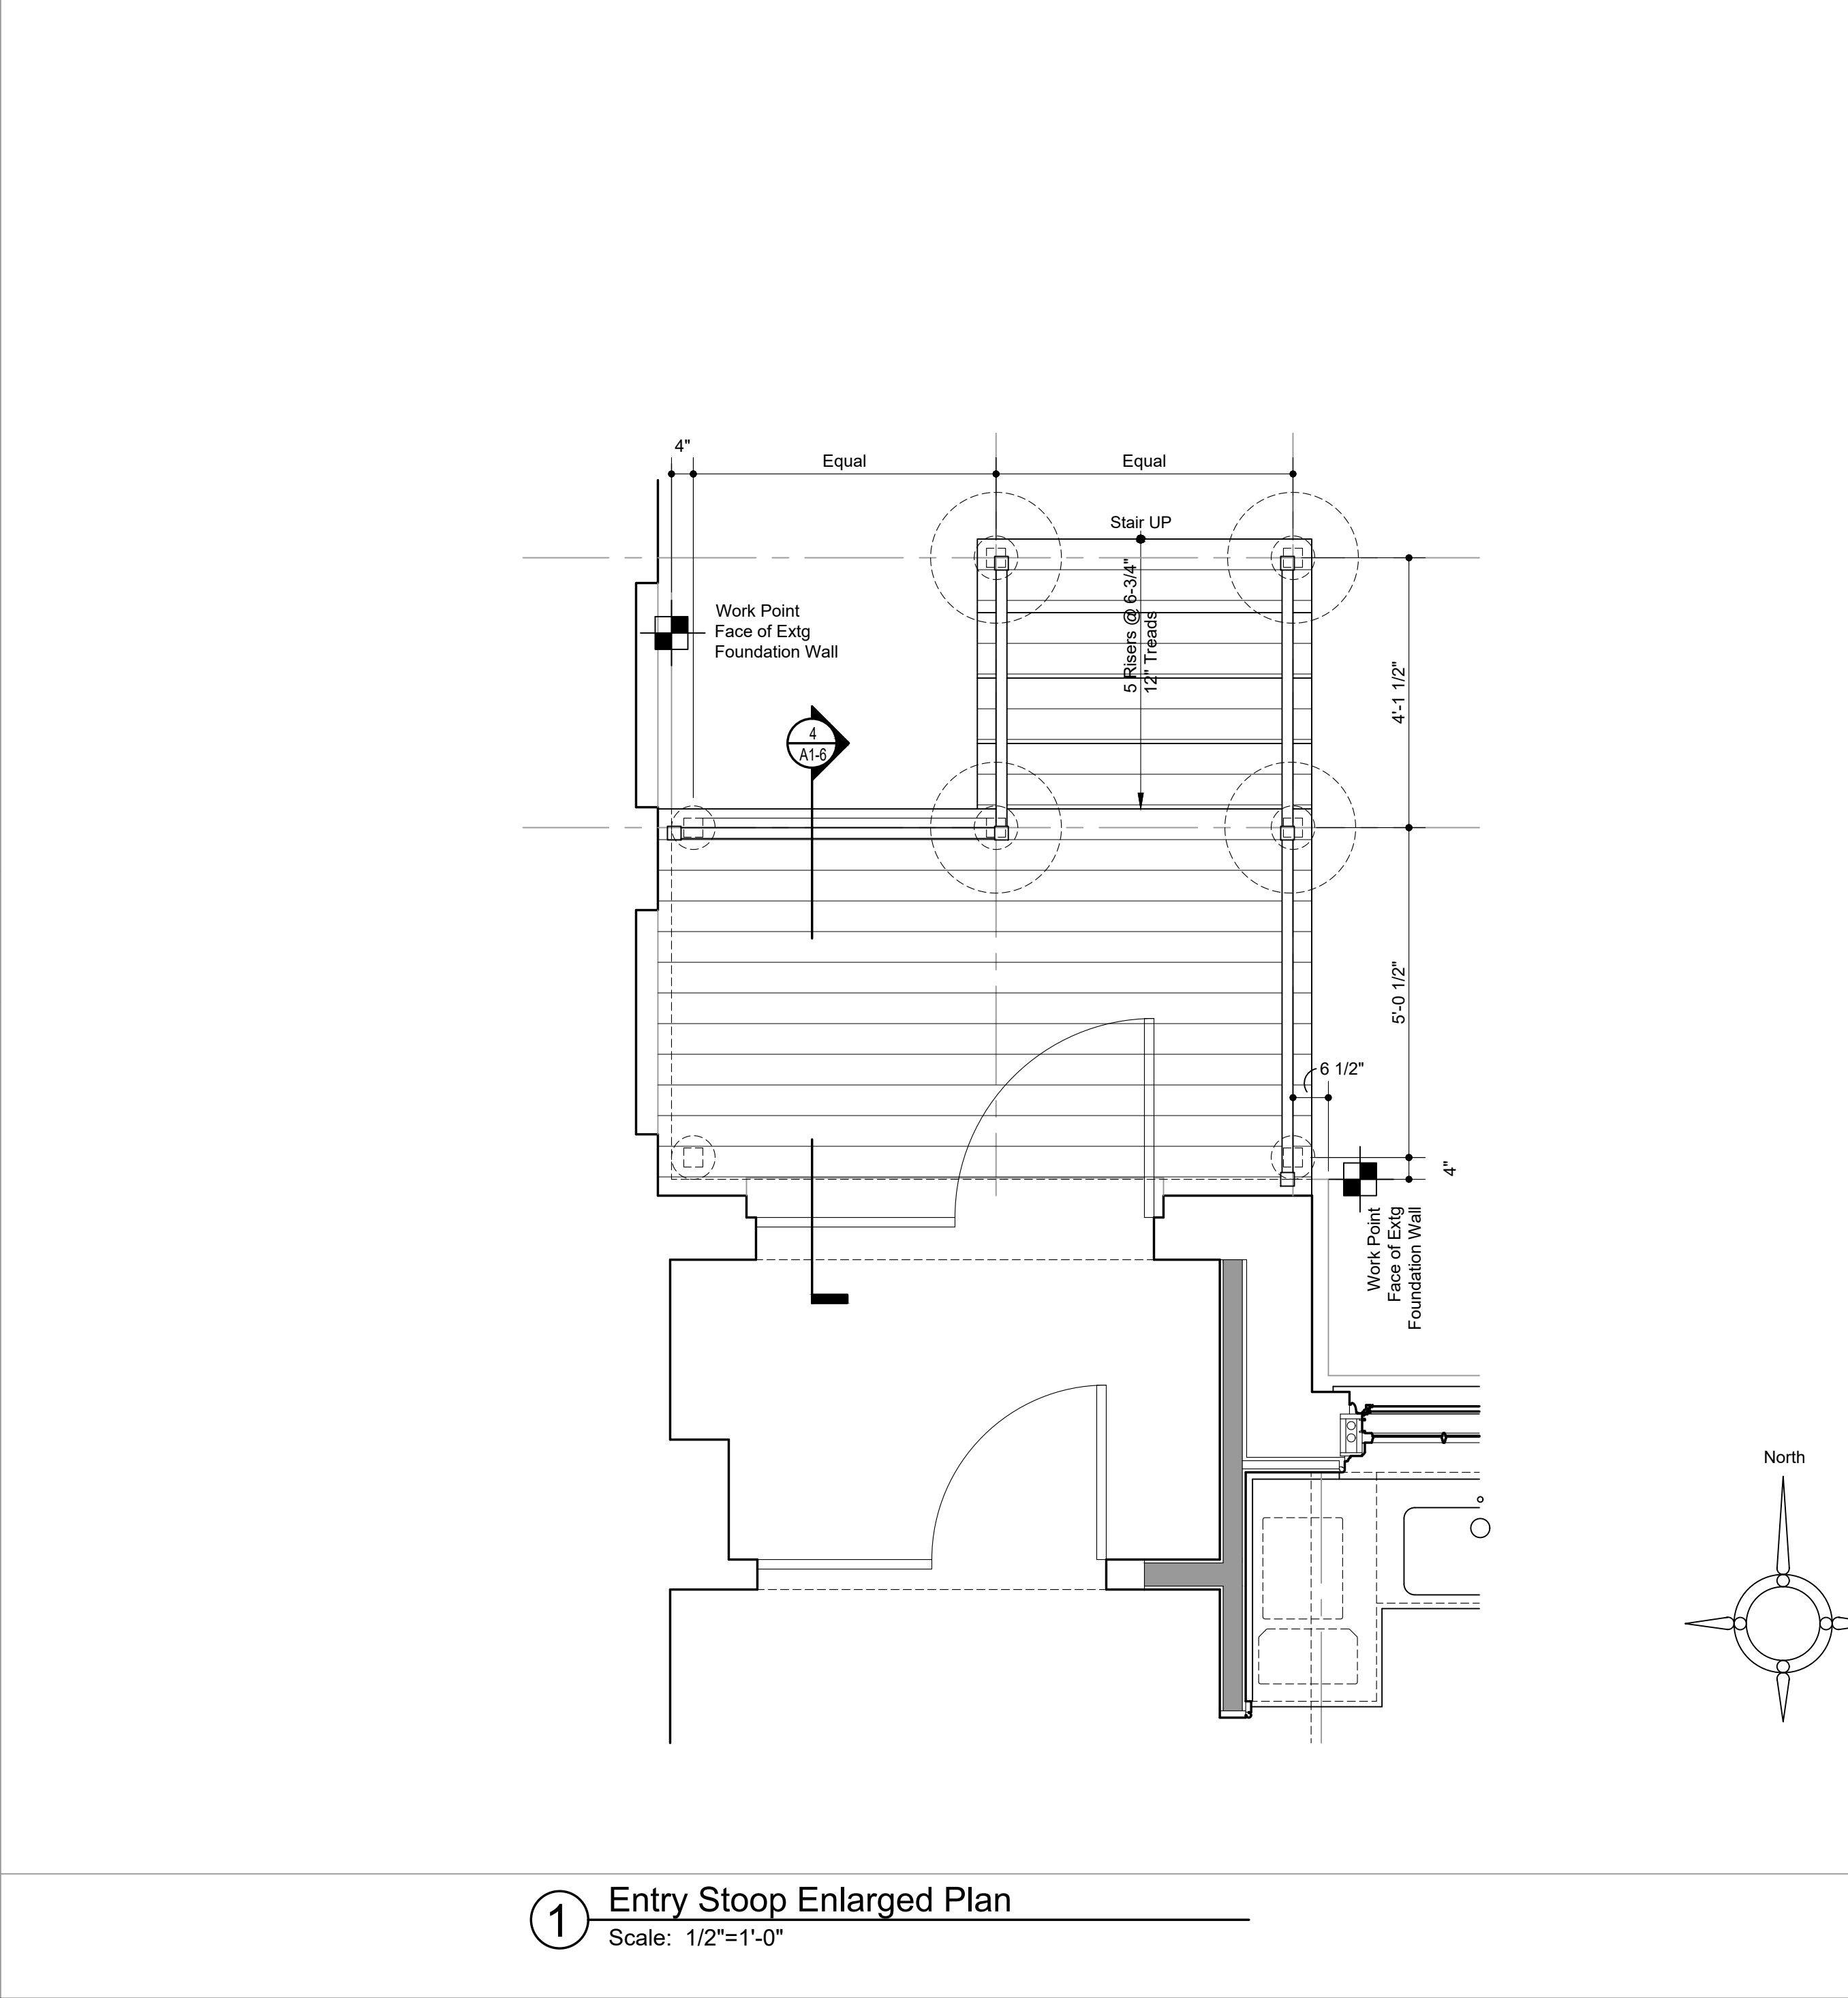 4"
Equal
Equal
Stair UP
5 Risers @ 6-3/4"
12" Treads
Work Point
Face of Extg
Foundation Wall
4
A1-6
4'-1 1/2"
5'-0 1/2"
6 1/2"
4"
Work Point
Face of Extg
Foundation Wall
North
1
Entry Stoop Enlarged Plan
Scale: 1/2"=1'-0"